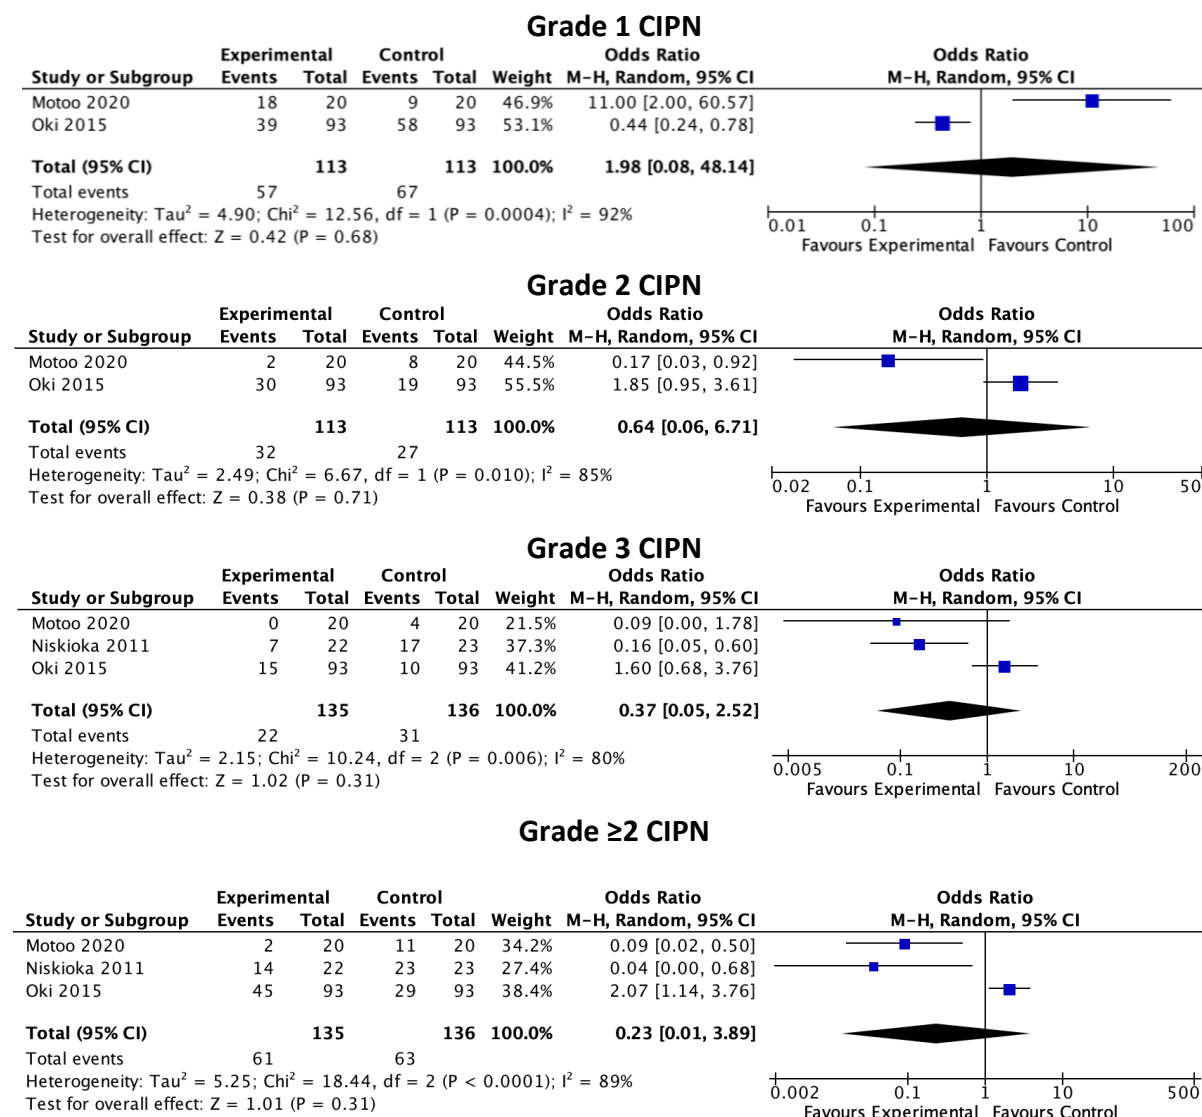 Grade 1 CIPN
Experimental Control Odds Ratio Odds Ratio
Study or Subgroup Events Total Events Total Weight M-H, Random, 95% CI M-H, Random, 95% CI
Motoo 2020 18 20 9 20 46.9% 11.00 [2.00, 60.57]
Oki 2015 39 93 58 93 53.1% 0.44 [0.24, 0.78]
Total (95% CI) 113 113 100.0% 1.98 [0.08, 48.14]
Total events 57 67
Heterogeneity: Tau² = 4.90; Chi² = 12.56, df = 1 (P = 0.0004); I² = 92%
Test for overall effect: Z = 0.42 (P = 0.68)
0.01 0.1 1 10 100
Favours Experimental Favours Control
Grade 2 CIPN
Experimental Control Odds Ratio Odds Ratio
Study or Subgroup Events Total Events Total Weight M-H, Random, 95% CI M-H, Random, 95% CI
Motoo 2020 2 20 8 20 44.5% 0.17 [0.03, 0.92]
Oki 2015 30 93 19 93 55.5% 1.85 [0.95, 3.61]
Total (95% CI) 113 113 100.0% 0.64 [0.06, 6.71]
Total events 32 27
Heterogeneity: Tau² = 2.49; Chi² = 6.67, df = 1 (P = 0.010); I² = 85%
Test for overall effect: Z = 0.38 (P = 0.71)
0.02 0.1 1 10 50
Favours Experimental Favours Control
Grade 3 CIPN
Experimental Control Odds Ratio Odds Ratio
Study or Subgroup Events Total Events Total Weight M-H, Random, 95% CI M-H, Random, 95% CI
Motoo 2020 0 20 4 20 21.5% 0.09 [0.00, 1.78]
Niskioka 2011 7 22 17 23 37.3% 0.16 [0.05, 0.60]
Oki 2015 15 93 10 93 41.2% 1.60 [0.68, 3.76]
Total (95% CI) 135 136 100.0% 0.37 [0.05, 2.52]
Total events 22 31
Heterogeneity: Tau² = 2.15; Chi² = 10.24, df = 2 (P = 0.006); I² = 80%
Test for overall effect: Z = 1.02 (P = 0.31)
0.005 0.1 1 10 200
Favours Experimental Favours Control
Grade ≥2 CIPN
Experimental Control Odds Ratio Odds Ratio
Study or Subgroup Events Total Events Total Weight M-H, Random, 95% CI M-H, Random, 95% CI
Motoo 2020 2 20 11 20 34.2% 0.09 [0.02, 0.50]
Niskioka 2011 14 22 23 23 27.4% 0.04 [0.00, 0.68]
Oki 2015 45 93 29 93 38.4% 2.07 [1.14, 3.76]
Total (95% CI) 135 136 100.0% 0.23 [0.01, 3.89]
Total events 61 63
Heterogeneity: Tau² = 5.25; Chi² = 18.44, df = 2 (P < 0.0001); I² = 89%
Test for overall effect: Z = 1.01 (P = 0.31)
0.002 0.1 1 10 500
Favours Experimental Favours Control